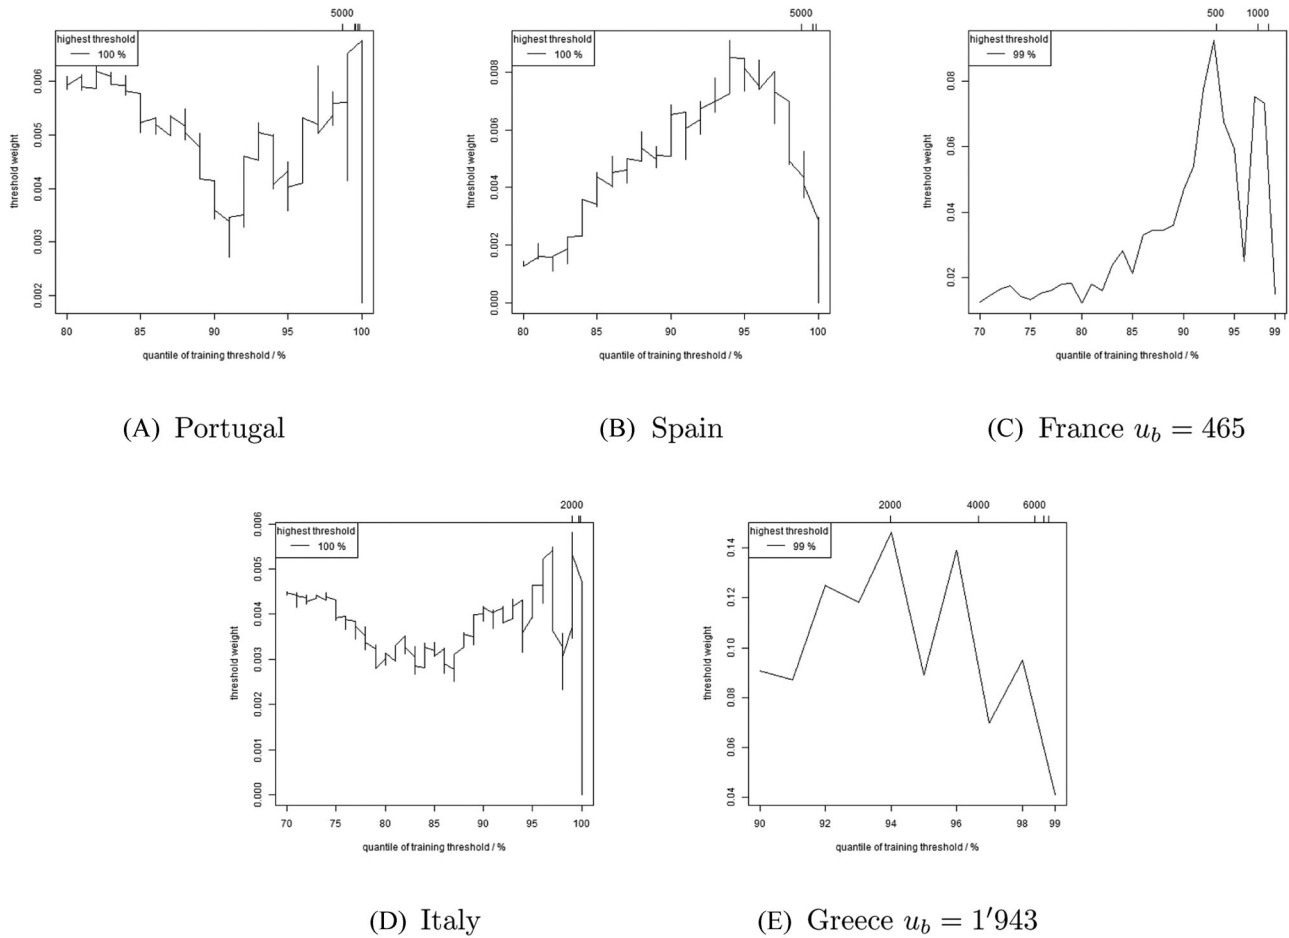 5000
highest threshold
100 %
threshold weight
0.006
0.005
0.004
0.003
0.002
80 85 90 95 100
quantile of training threshold / %
(A) Portugal
5000
highest threshold
100 %
threshold weight
0.008
0.006
0.004
0.002
0.000
80 85 90 95 100
quantile of training threshold / %
(B) Spain
500 1000
highest threshold
99 %
threshold weight
0.08
0.06
0.04
0.02
70 75 80 85 90 95 99
quantile of training threshold / %
(C) France u_b = 465
2000
highest threshold
100 %
threshold weight
0.006
0.005
0.004
0.003
0.002
0.001
0.000
70 75 80 85 90 95 100
quantile of training threshold / %
(D) Italy
2000 4000 6000
highest threshold
99 %
threshold weight
0.14
0.12
0.10
0.08
0.06
0.04
90 92 94 96 98 99
quantile of training threshold / %
(E) Greece u_b = 1'943